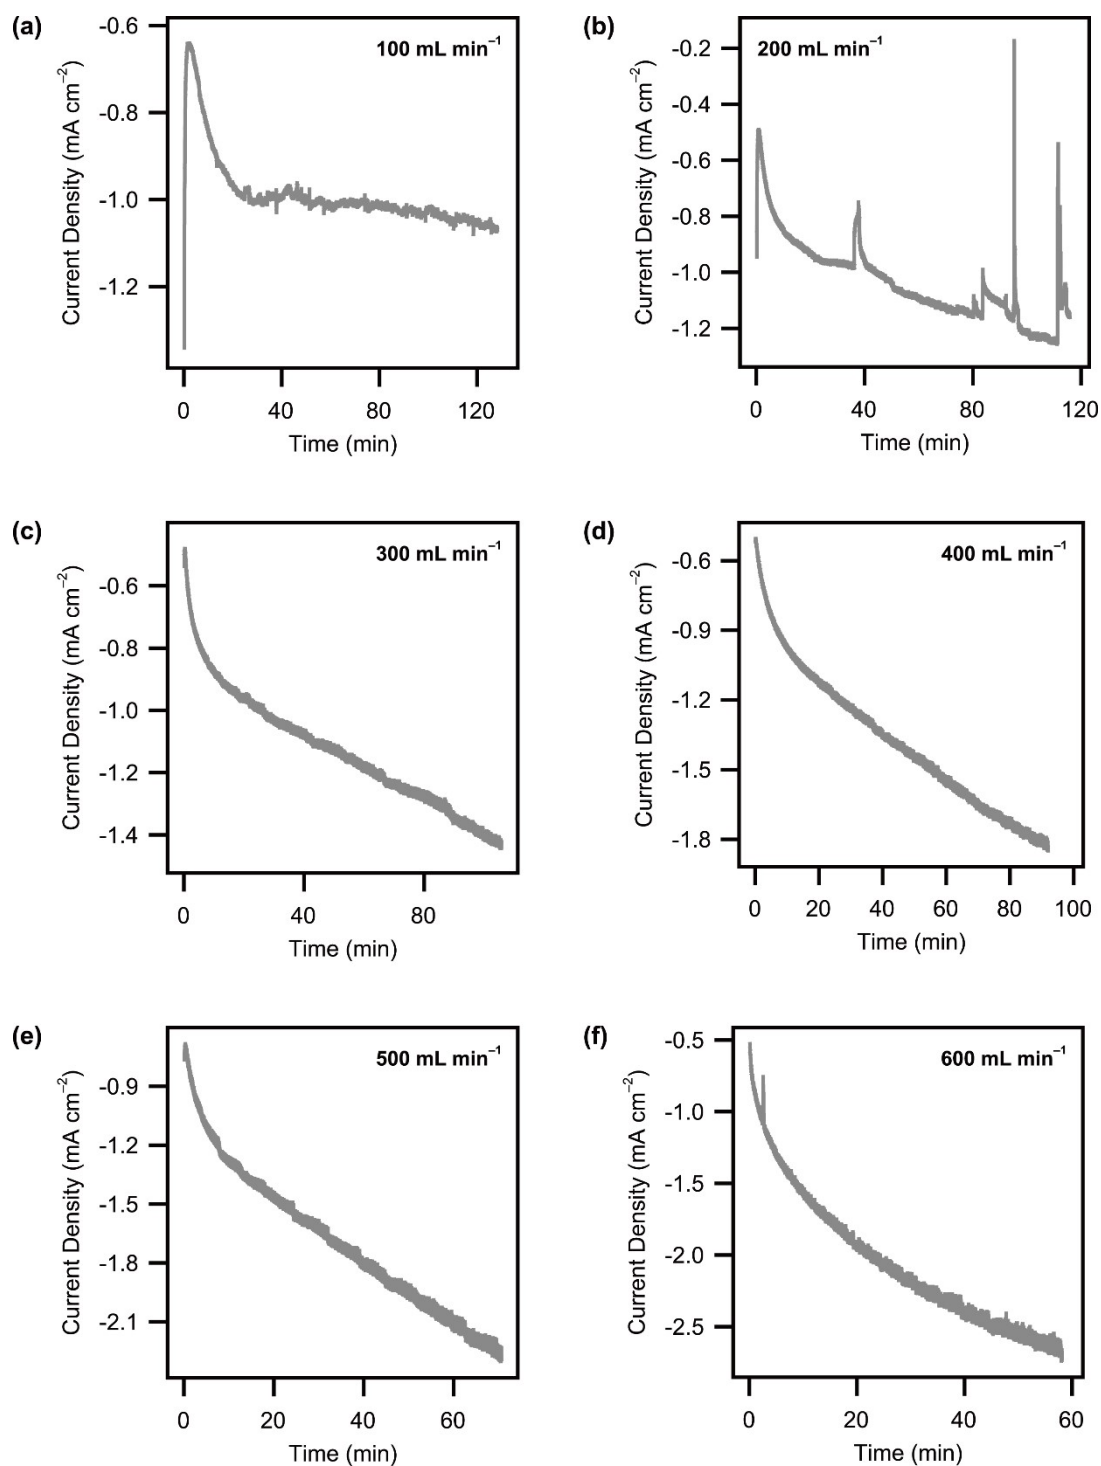 (a)
100 mL min⁻¹
Current Density (mA cm⁻²)
-0.6
-0.8
-1.0
-1.2
0 40 80 120
Time (min)
(b)
200 mL min⁻¹
Current Density (mA cm⁻²)
-0.2
-0.4
-0.6
-0.8
-1.0
-1.2
0 40 80 120
Time (min)
(c)
300 mL min⁻¹
Current Density (mA cm⁻²)
-0.6
-0.8
-1.0
-1.2
-1.4
0 40 80
Time (min)
(d)
400 mL min⁻¹
Current Density (mA cm⁻²)
-0.6
-0.9
-1.2
-1.5
-1.8
0 20 40 60 80 100
Time (min)
(e)
500 mL min⁻¹
Current Density (mA cm⁻²)
-0.9
-1.2
-1.5
-1.8
-2.1
0 20 40 60
Time (min)
(f)
600 mL min⁻¹
Current Density (mA cm⁻²)
-0.5
-1.0
-1.5
-2.0
-2.5
0 20 40 60
Time (min)